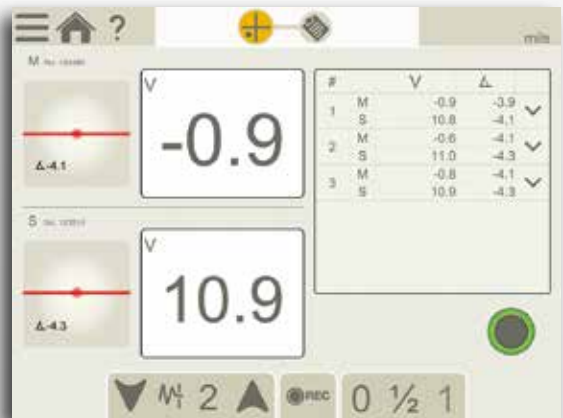 ?
mils
M
V
-0.9
∡-4.1
S
V
10.9
∡-4.3
# V ∡
1 M -0.9 -3.9
S 10.8 -4.1
2 M -0.6 -4.1
S 11.0 -4.3
3 M -0.8 -4.1
S 10.9 -4.3
2 REC 0 ½ 1